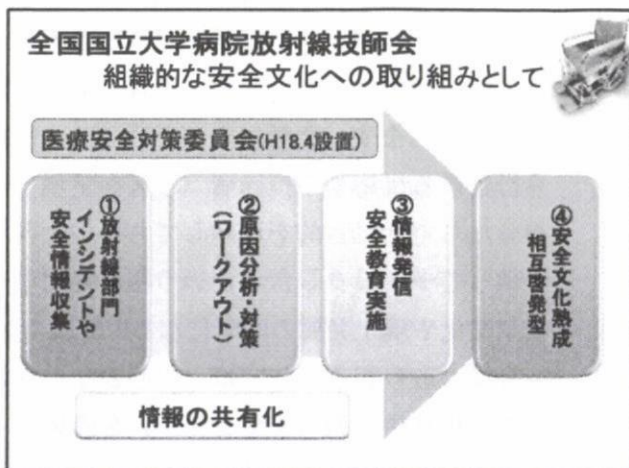 全国国立大学病院放射線技師会
組織的な安全文化への取り組みとして
医療安全対策委員会(H18.4設置)
①放射線部門
インシデントや
安全情報収集
②原因分析・対策
(ワークアウト)
③情報発信
安全教育実施
④安全文化熟成
相互啓発型
情報の共有化